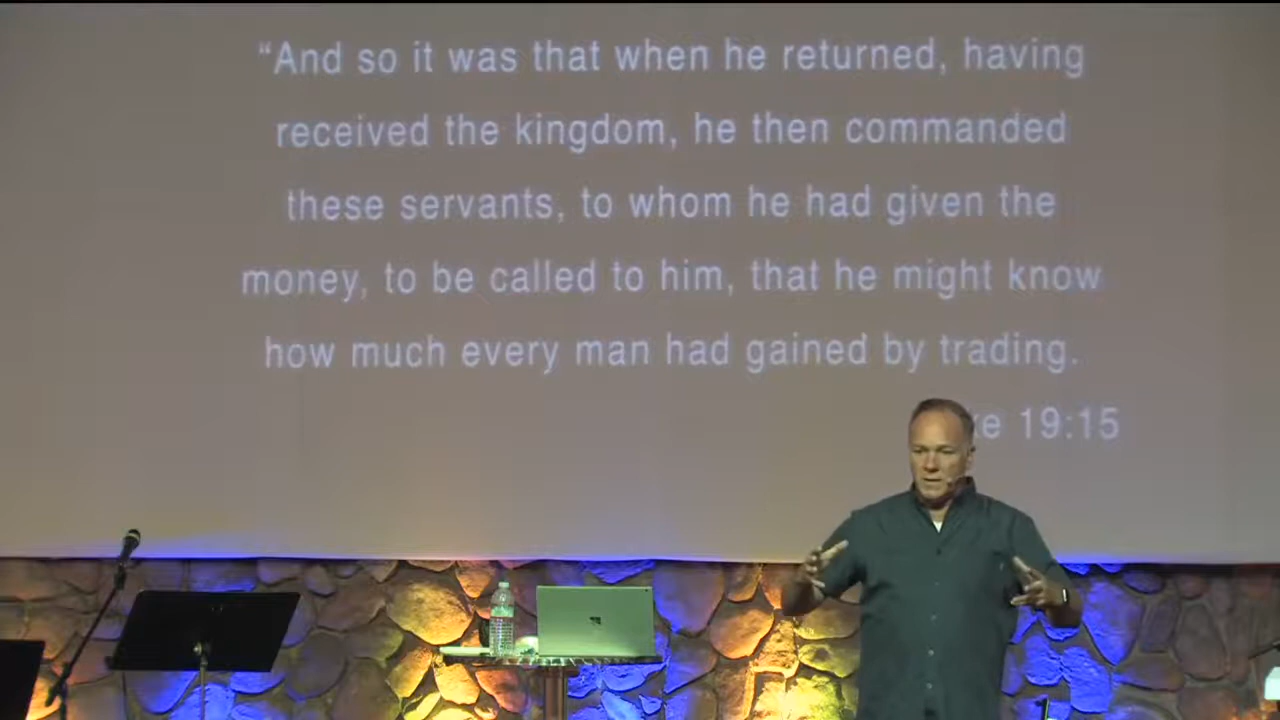 “And so it was that when he returned, having
received the kingdom, he then commanded
these servants, to whom he had given the
money, to be called to him, that he might know
how much every man had gained by trading.
19:15